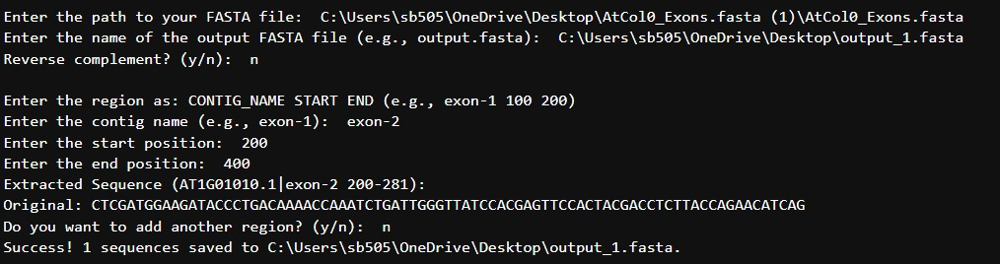 Enter the path to your FASTA file:  C:\Users\sb505\OneDrive\Desktop\AtCol0_Exons.fasta (1)\AtCol0_Exons.fasta
Enter the name of the output FASTA file (e.g., output.fasta):  C:\Users\sb505\OneDrive\Desktop\output_1.fasta
Reverse complement? (y/n):  n
Enter the region as: CONTIG_NAME START END (e.g., exon-1 100 200)
Enter the contig name (e.g., exon-1):  exon-2
Enter the start position:  200
Enter the end position:  400
Extracted Sequence (AT1G01010.1|exon-2 200-281):
Original: CTCGATGGAAGATACCCTGACAAAACCAAATCTGATTGGGTTATCCACGAGTTCCACTACGACCTCTTACCAGAACATCAG
Do you want to add another region? (y/n):  n
Success! 1 sequences saved to C:\Users\sb505\OneDrive\Desktop\output_1.fasta.